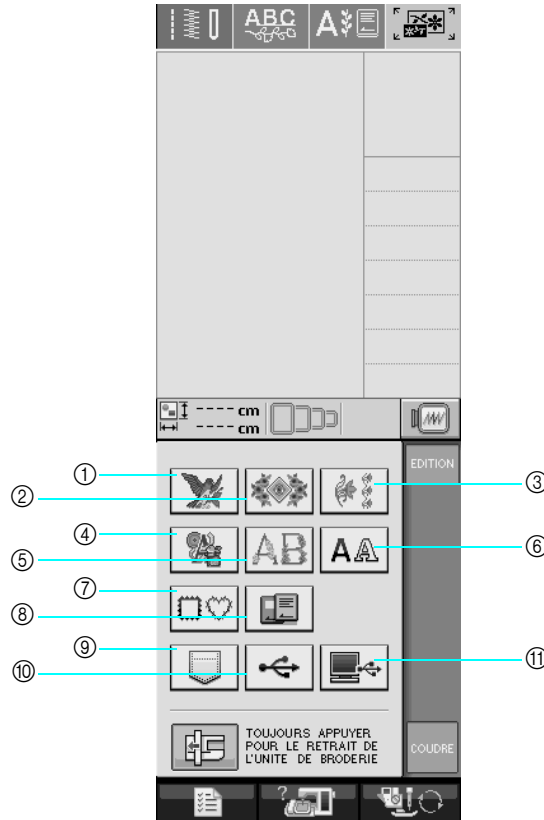 ABC
A
---- cm
---- cm
EDITION
①
②
③
④
⑤
AB
AA
⑥
⑦
⑧
⑨
⑩
⑪
TOUJOURS APPUYER
POUR LE RETRAIT DE
L'UNITE DE BRODERIE
COUDRE
?